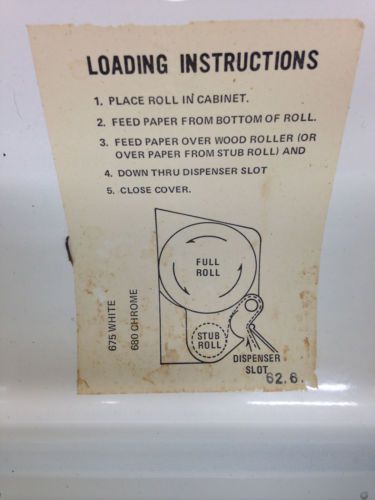 LOADING INSTRUCTIONS
1. PLACE ROLL IN CABINET.
2. FEED PAPER FROM BOTTOM OF ROLL.
3. FEED PAPER OVER WOOD ROLLER (OR
OVER PAPER FROM STUB ROLL) AND
4. DOWN THRU DISPENSER SLOT
5. CLOSE COVER.
FULL
ROLL
675 WHITE
680 CHROME
STUB
ROLL
DISPENSER
SLOT
62.6.